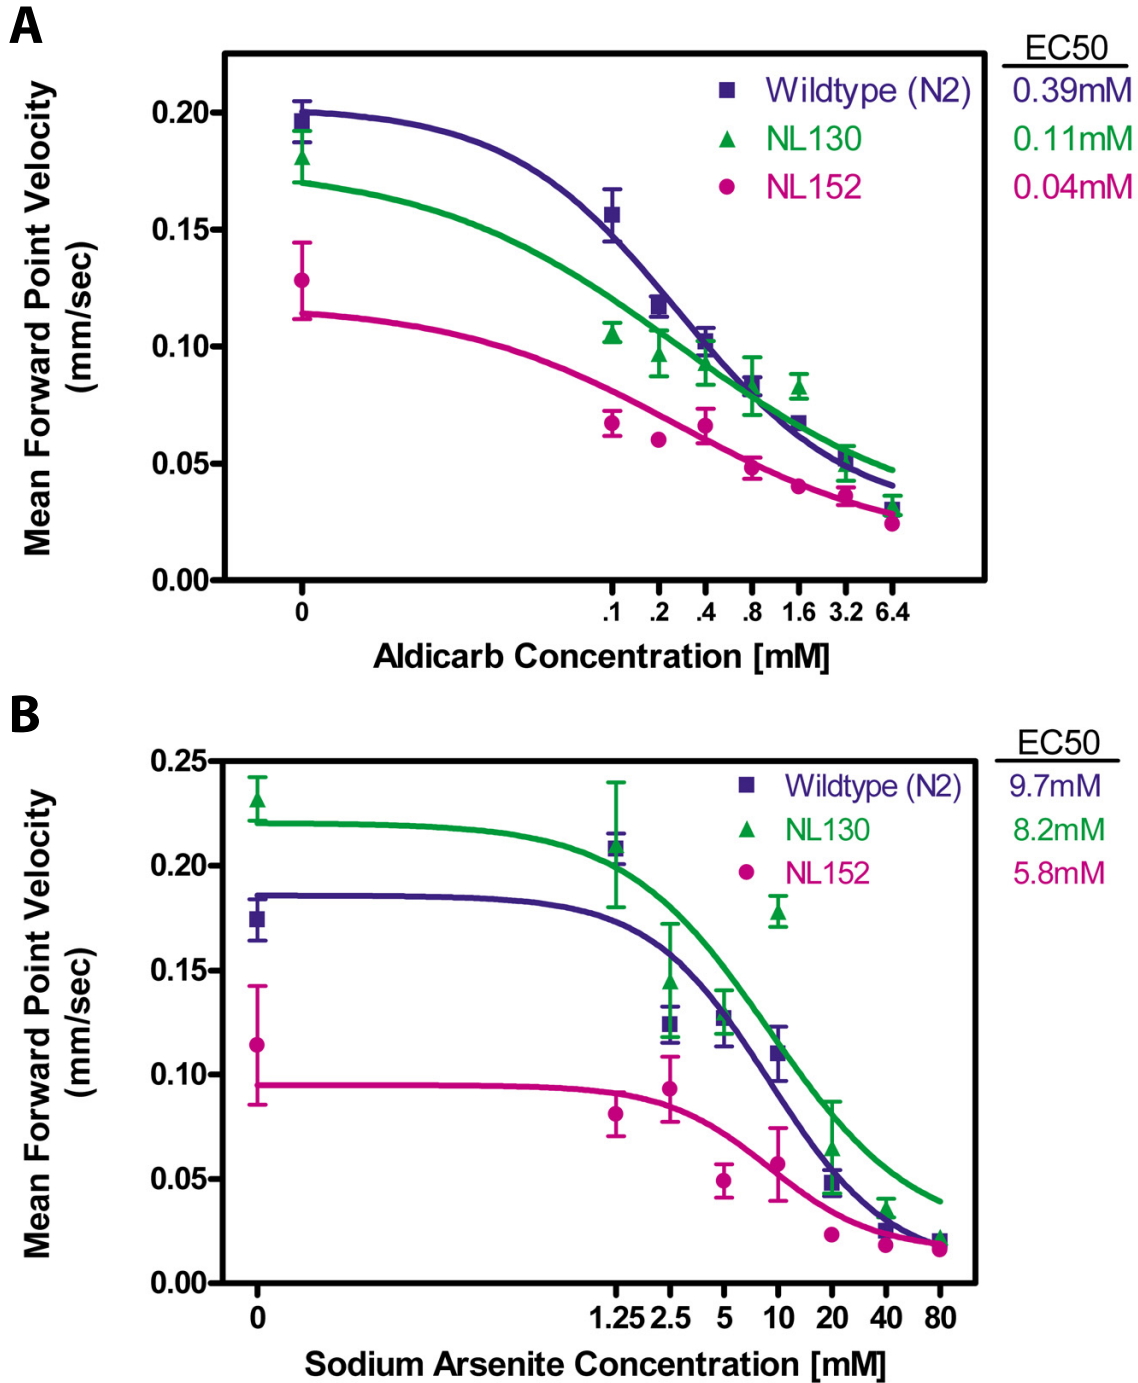 A
EC50
Wildtype (N2) 0.39mM
NL130 0.11mM
NL152 0.04mM
Mean Forward Point Velocity
(mm/sec)
0.20
0.15
0.10
0.05
0.00
0 .1 .2 .4 .8 1.6 3.2 6.4
Aldicarb Concentration [mM]
B
EC50
Wildtype (N2) 9.7mM
NL130 8.2mM
NL152 5.8mM
Mean Forward Point Velocity
(mm/sec)
0.25
0.20
0.15
0.10
0.05
0.00
0 1.25 2.5 5 10 20 40 80
Sodium Arsenite Concentration [mM]